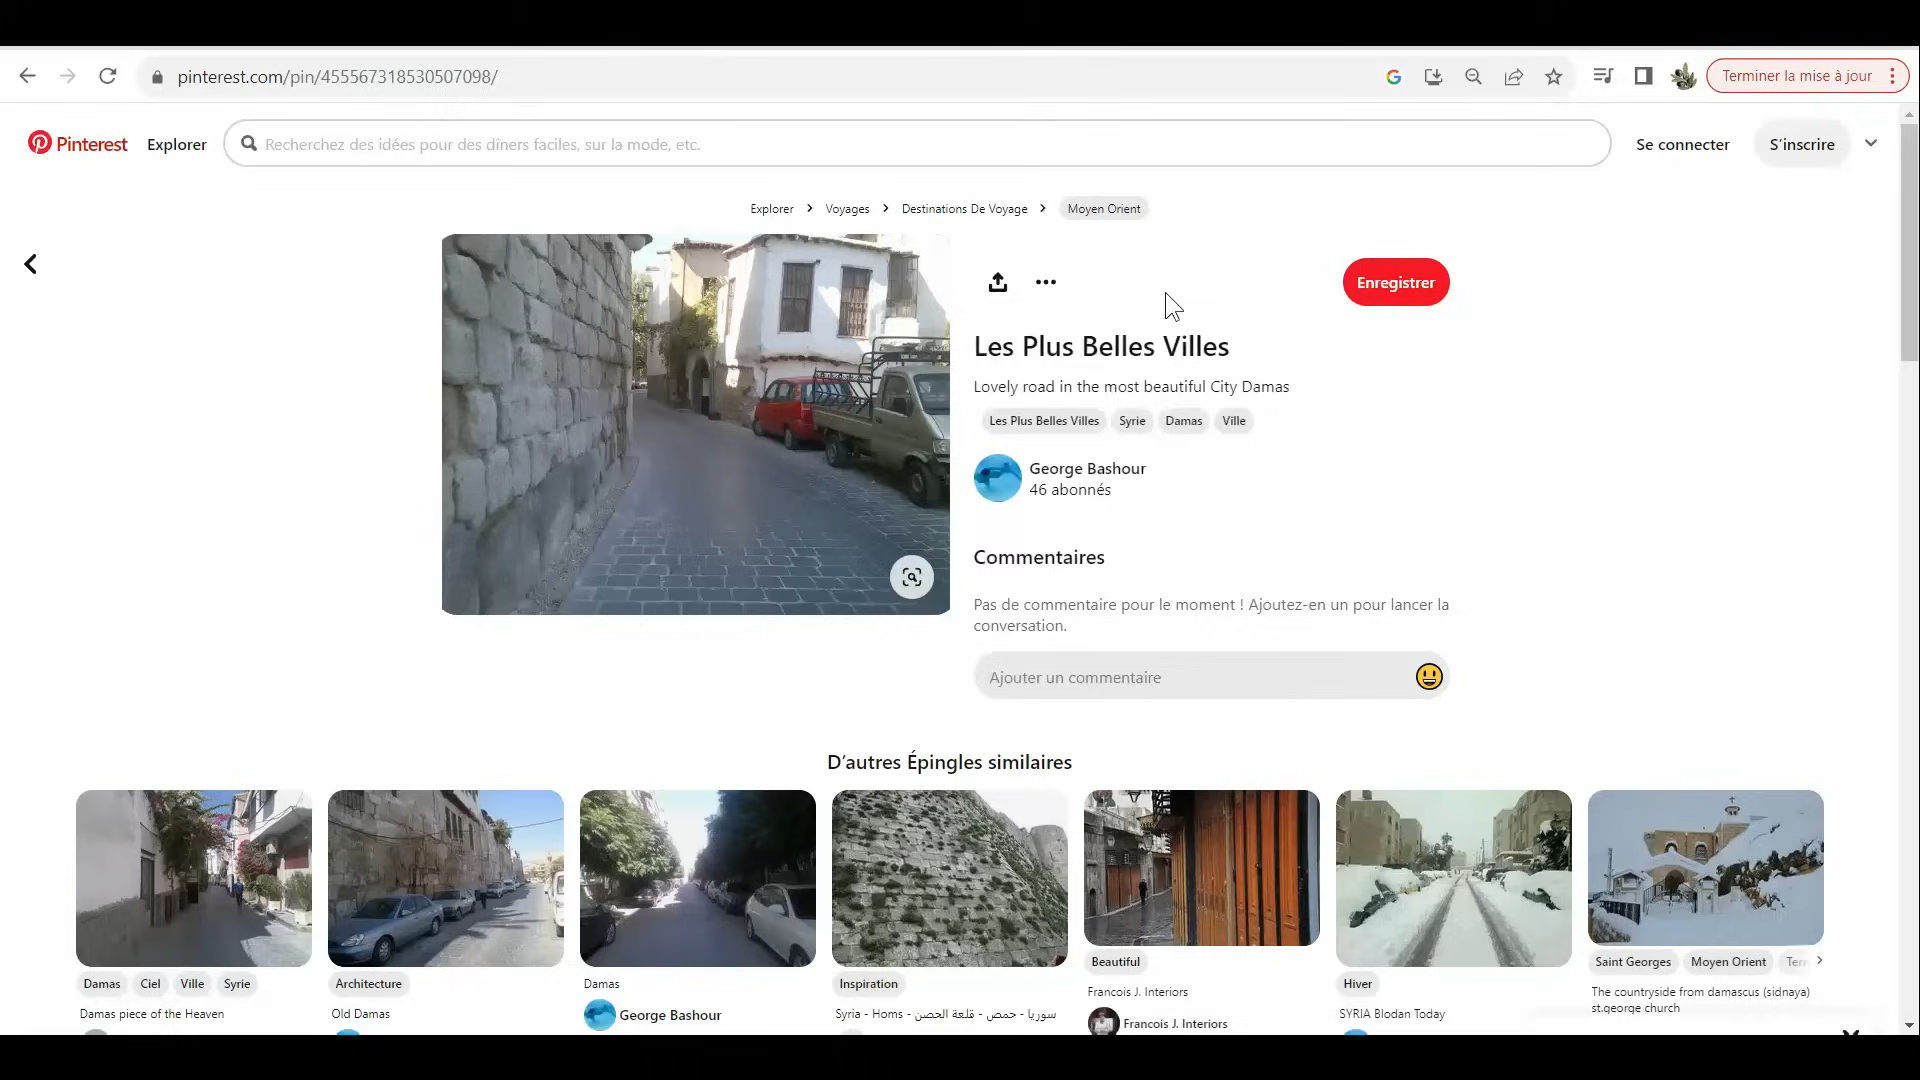 pinterest.com/pin/455567318530507098/
Terminer la mise à jour
Pinterest
Explorer
Recherchez des idées pour des dîners faciles, sur la mode, etc.
Se connecter
S'inscrire
Explorer
Voyages
Destinations De Voyage
Moyen Orient
Enregistrer
Les Plus Belles Villes
Lovely road in the most beautiful City Damas
Les Plus Belles Villes
Syrie
Damas
Ville
George Bashour
46 abonnés
Commentaires
Pas de commentaire pour le moment ! Ajoutez-en un pour lancer la
conversation.
Ajouter un commentaire
D'autres Épingles similaires
Damas
Ciel
Ville
Syrie
Damas piece of the Heaven
Architecture
Old Damas
Damas
George Bashour
Inspiration
Syria - Homs - سوريا - حمص - قلعة الحصن
Beautiful
Francois J. Interiors
Francois J. Interiors
Hiver
SYRIA Blodan Today
Saint Georges
Moyen Orient
The countryside from damascus (sidnaya)
st.george church